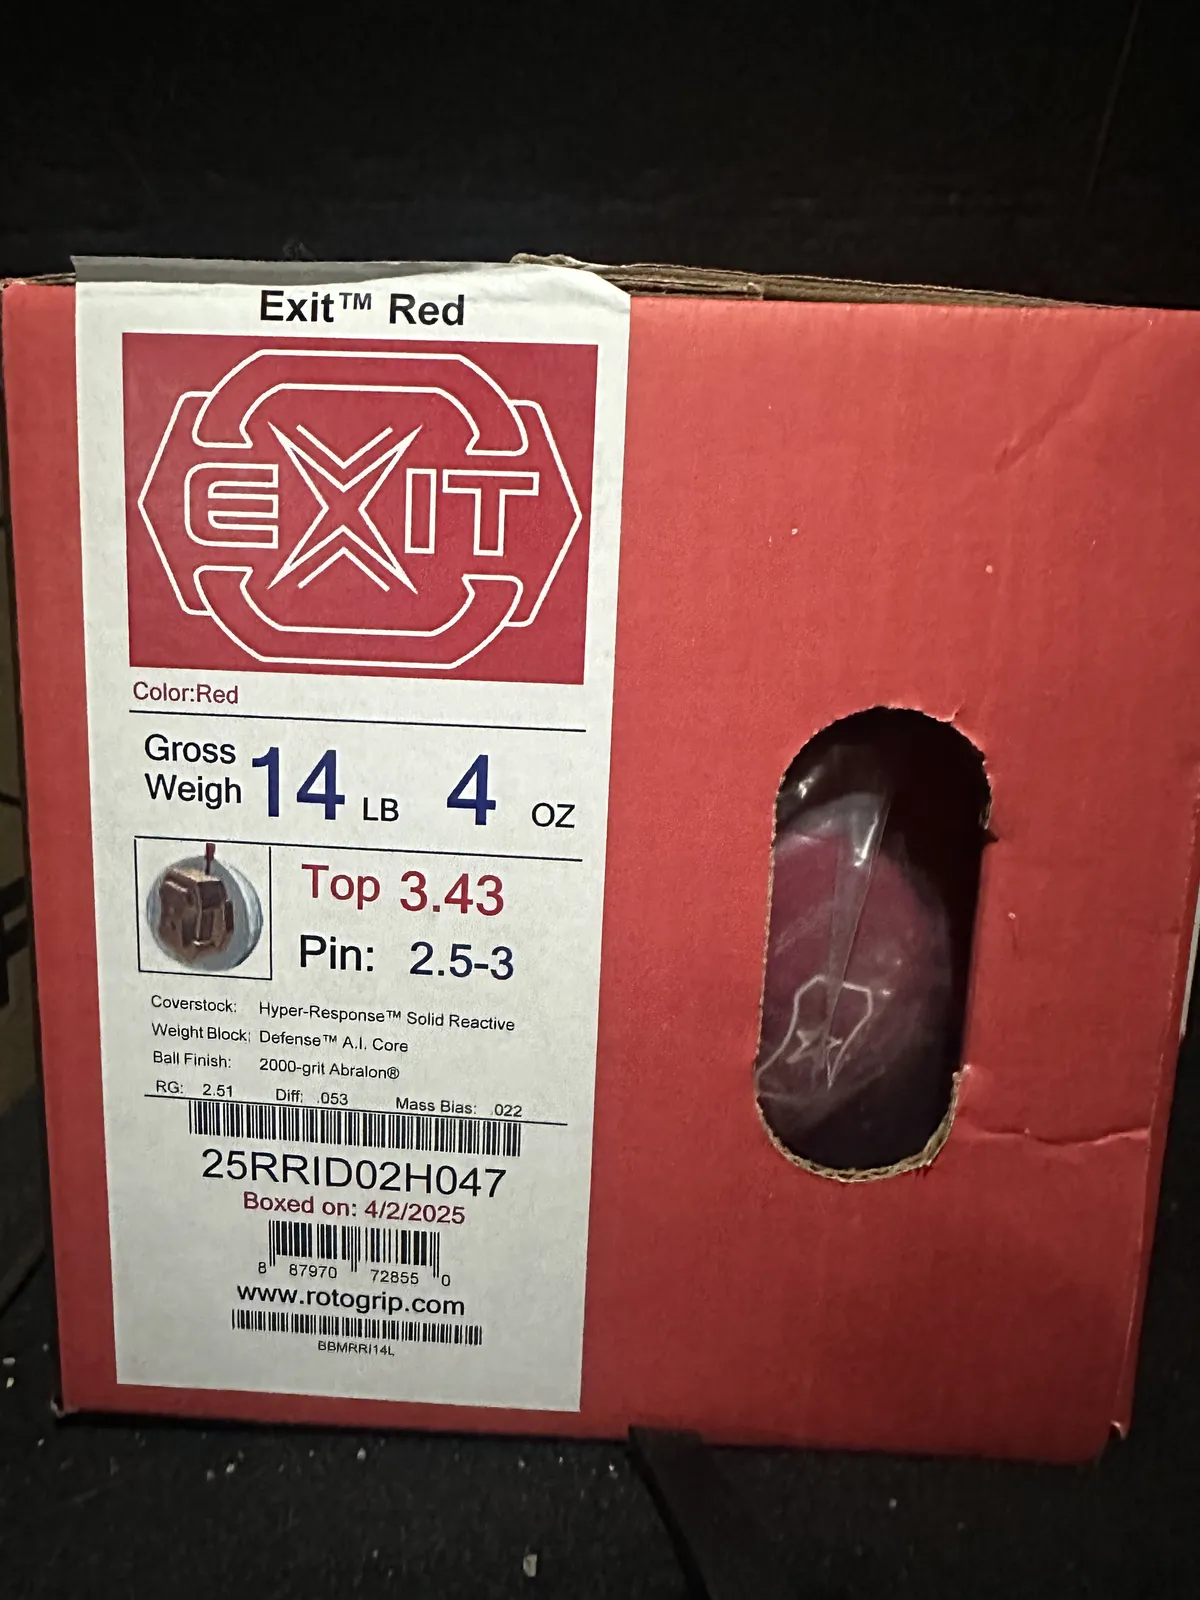 Exit™ Red
EXIT
Color:Red
Gross Weigh 14 LB 4 OZ
Top 3.43
Pin: 2.5-3
Coverstock: Hyper-Response™ Solid Reactive
Weight Block: Defense™ A.I. Core
Ball Finish: 2000-grit Abralon®
RG: 2.51 Diff: .053 Mass Bias: .022
25RRID02H047
Boxed on: 4/2/2025
8 87970 72855 0
www.rotogrip.com
BBMRRI14L